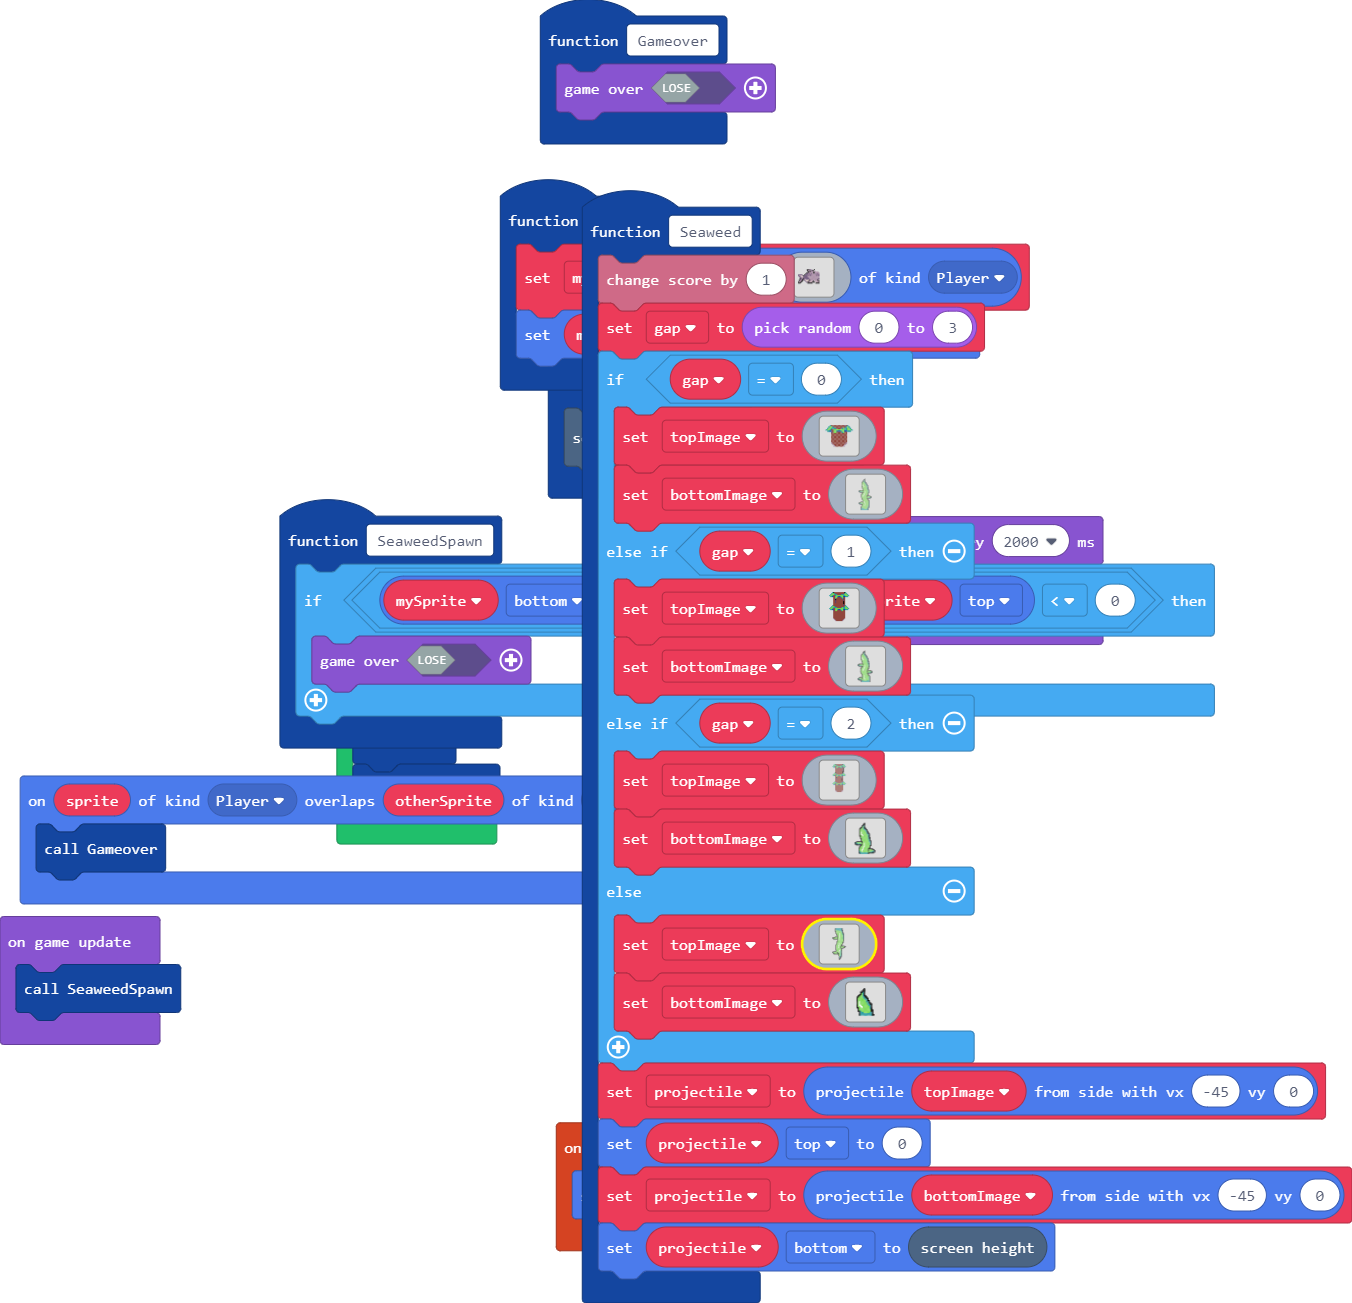 function Gameover
game over LOSE
function
function Seaweed
set
change score by 1
of kind Player
set
set gap to pick random 0 to 3
if gap = 0 then
set topImage to
set bottomImage to
function SeaweedSpawn
else if gap = 1 then
2000 ms
if mySprite bottom
top < 0 then
set topImage to
game over LOSE
set bottomImage to
else if gap = 2 then
set topImage to
on sprite of kind Player overlaps otherSprite of kind
set bottomImage to
call Gameover
else
on game update
set topImage to
call SeaweedSpawn
set bottomImage to
set projectile to projectile topImage from side with vx -45 vy 0
on
set projectile top to 0
set projectile to projectile bottomImage from side with vx -45 vy 0
set projectile bottom to screen height